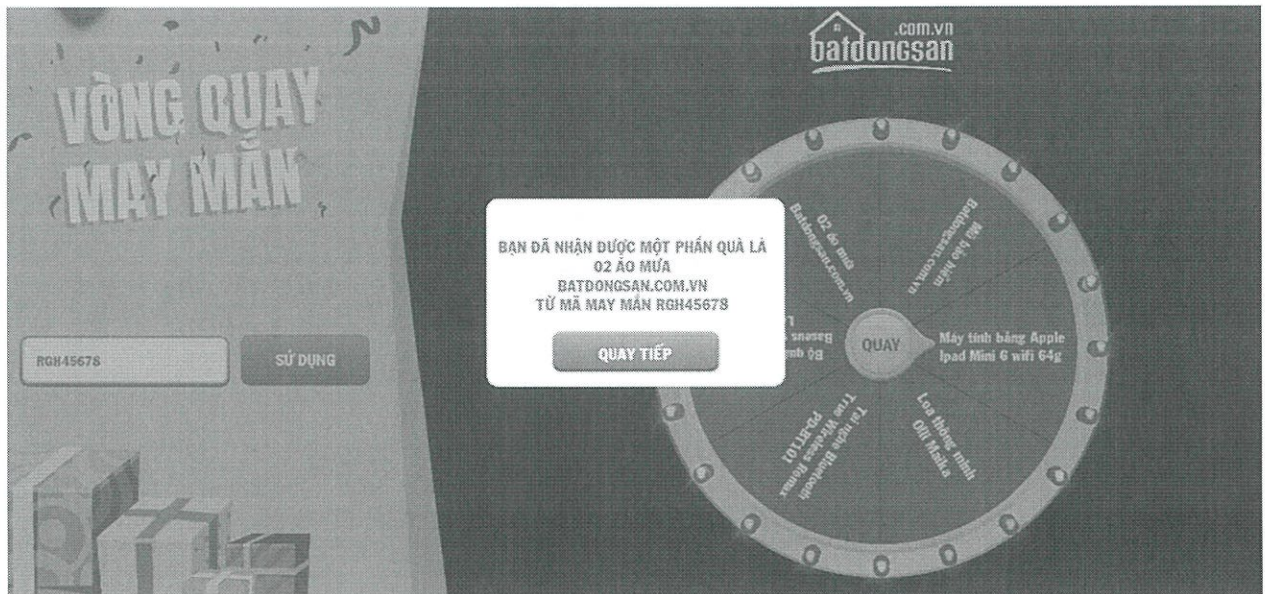 VÒNG QUAY
MAY MẮN
RGH45678
SỬ DỤNG
.com.vn
batdongsan
BẠN ĐÃ NHẬN ĐƯỢC MỘT PHẦN QUÀ LÀ
02 ÁO MƯA
BATDONGSAN.COM.VN
TỪ MÃ MAY MẮN RGH45678
QUAY TIẾP
02 áo mưa
Batdongsan.com.vn
Mũ bảo hiểm
Batdongsan.com.vn
QUAY
Máy tính bảng Apple
Ipad Mini 6 wifi 64g
Loa thông minh
Olli Maika
Tai nghe Bluetooth
True Wireless Remax
PD-BT101
Baseus